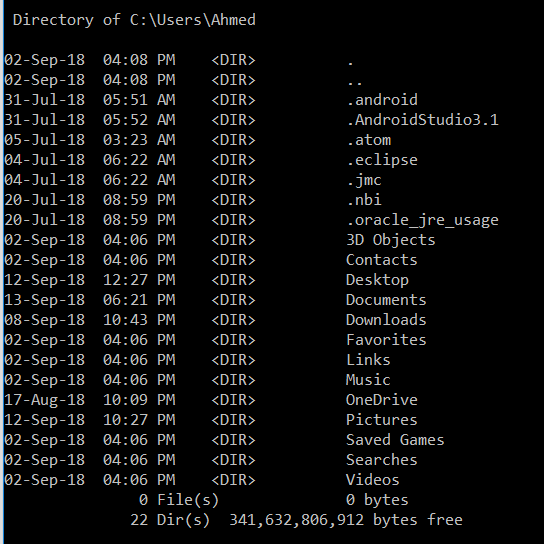 Directory of C:\Users\Ahmed
02-Sep-18  04:08 PM    <DIR>          .
02-Sep-18  04:08 PM    <DIR>          ..
31-Jul-18  05:51 AM    <DIR>          .android
31-Jul-18  05:52 AM    <DIR>          .AndroidStudio3.1
05-Jul-18  03:23 AM    <DIR>          .atom
04-Jul-18  06:22 AM    <DIR>          .eclipse
04-Jul-18  06:22 AM    <DIR>          .jmc
20-Jul-18  08:59 PM    <DIR>          .nbi
20-Jul-18  08:59 PM    <DIR>          .oracle_jre_usage
02-Sep-18  04:06 PM    <DIR>          3D Objects
02-Sep-18  04:06 PM    <DIR>          Contacts
12-Sep-18  12:27 PM    <DIR>          Desktop
13-Sep-18  06:21 PM    <DIR>          Documents
08-Sep-18  10:43 PM    <DIR>          Downloads
02-Sep-18  04:06 PM    <DIR>          Favorites
02-Sep-18  04:06 PM    <DIR>          Links
02-Sep-18  04:06 PM    <DIR>          Music
17-Aug-18  10:09 PM    <DIR>          OneDrive
12-Sep-18  10:27 PM    <DIR>          Pictures
02-Sep-18  04:06 PM    <DIR>          Saved Games
02-Sep-18  04:06 PM    <DIR>          Searches
02-Sep-18  04:06 PM    <DIR>          Videos
0 File(s)              0 bytes
22 Dir(s)  341,632,806,912 bytes free